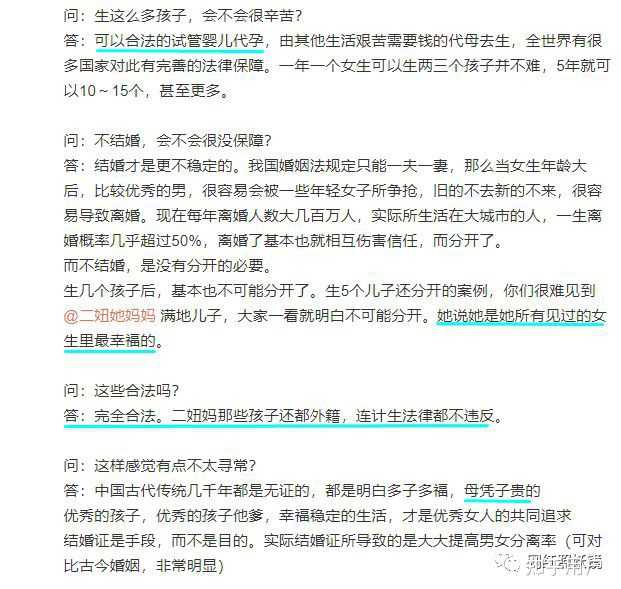 问：生这么多孩子，会不会很辛苦？
答：可以合法的试管婴儿代孕，由其他生活艰苦需要钱的代母去生，全世界有很
多国家对此有完善的法律保障。一年一个女生可以生两三个孩子并不难，5年就可
以10～15个，甚至更多。
问：不结婚，会不会很没保障？
答：结婚才是更不稳定的。我国婚姻法规定只能一夫一妻，那么当女生年龄大
后，比较优秀的男，很容易会被一些年轻女子所争抢，旧的不去新的不来，很容
易导致离婚。现在每年离婚人数大几百万人，实际所生活在大城市的人，一生离
婚概率几乎超过50%，离婚了基本也就相互伤害信任，而分开了。
而不结婚，是没有分开的必要。
生几个孩子后，基本也不可能分开了。生5个儿子还分开的案例，你们很难见到
@二妞她妈妈 满地儿子，大家一看就明白不可能分开。她说她是她所有见过的女
生里最幸福的。
问：这些合法吗？
答：完全合法。二妞妈那些孩子还都外籍，连计生法律都不违反。
问：这样感觉有点不太寻常？
答：中国古代传统几千年都是无证的，都是明白多子多福，母凭子贵的
优秀的孩子，优秀的孩子他爹，幸福稳定的生活，才是优秀女人的共同追求
结婚证是手段，而不是目的。实际结婚证所导致的是大大提高男女分离率（可对
比古今婚姻，非常明显）